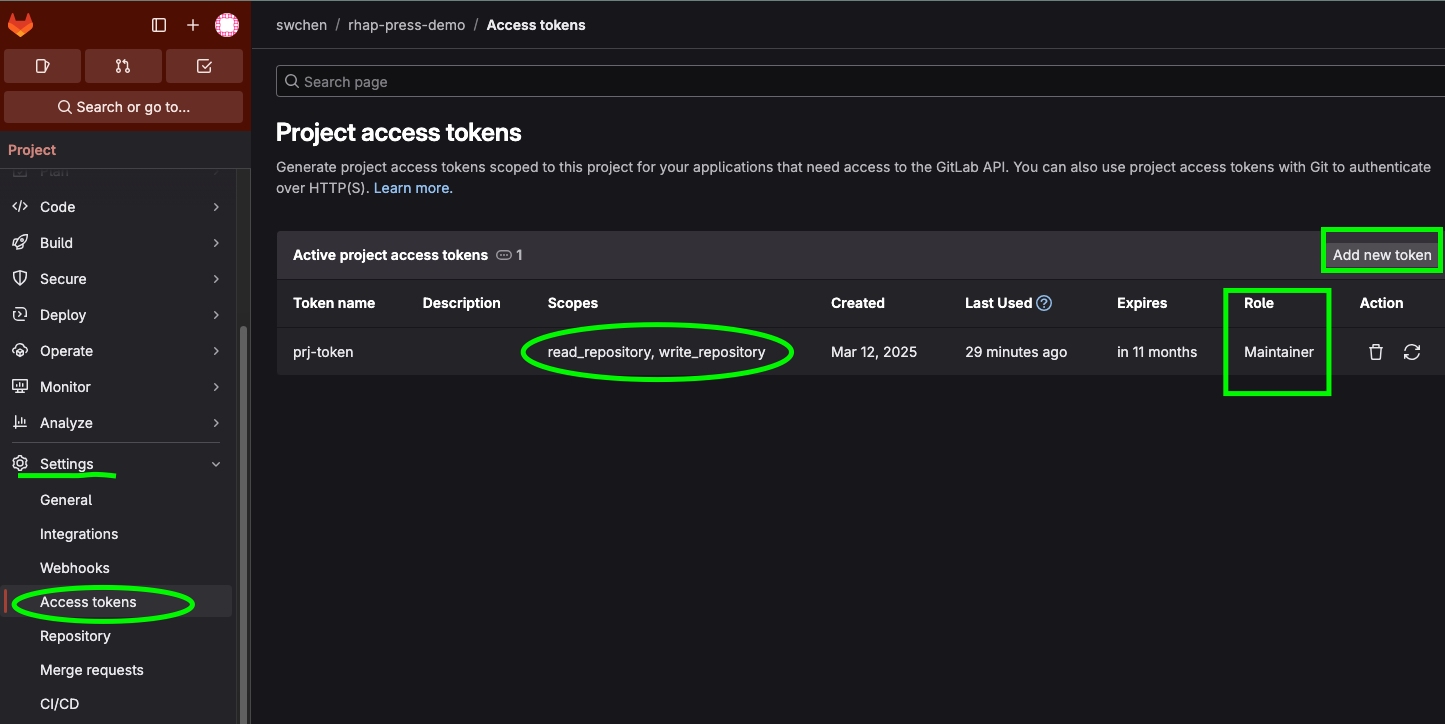 swchen / rhap-press-demo / Access tokens
Search or go to...
Project
Plan
Code
Build
Secure
Deploy
Operate
Monitor
Analyze
Settings
General
Integrations
Webhooks
Access tokens
Repository
Merge requests
CI/CD
Search page
Project access tokens
Generate project access tokens scoped to this project for your applications that need access to the GitLab API. You can also use project access tokens with Git to authenticate
over HTTP(S). Learn more.
Active project access tokens 1
Add new token
Token name Description Scopes Created Last Used Expires Role Action
prj-token read_repository, write_repository Mar 12, 2025 29 minutes ago in 11 months Maintainer